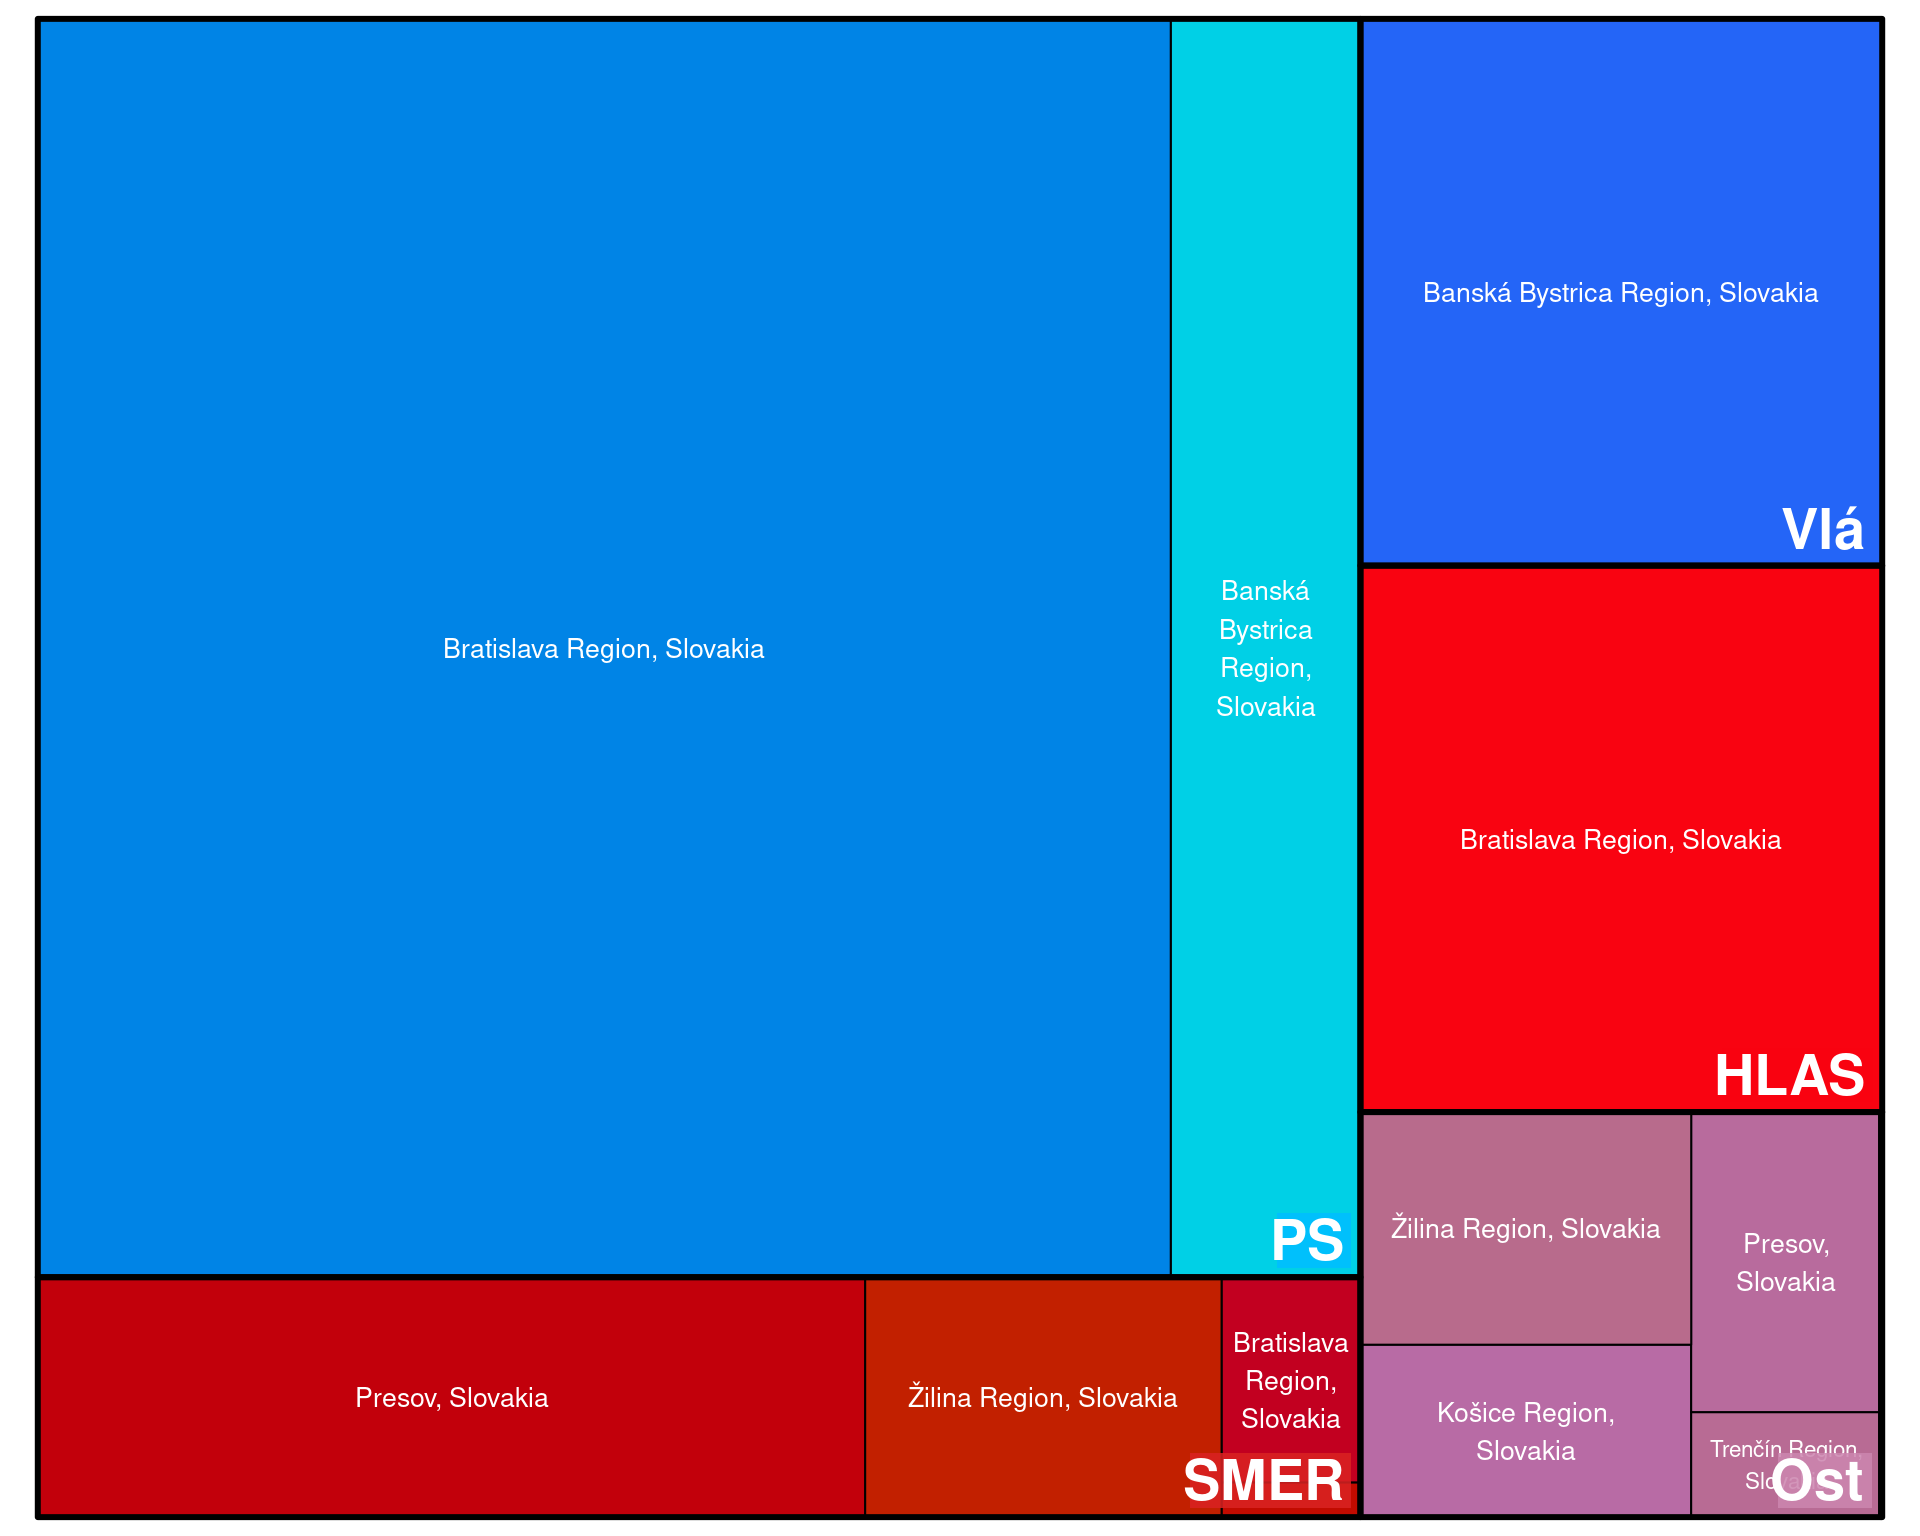 Bratislava Region, Slovakia
Banská
Bystrica
Region,
Slovakia
PS
Banská Bystrica Region, Slovakia
Vlá
Bratislava Region, Slovakia
HLAS
Presov, Slovakia
Žilina Region, Slovakia
Bratislava
Region,
Slovakia
SMER
Žilina Region, Slovakia
Presov,
Slovakia
Košice Region,
Slovakia
Trenčín Region,
Ost